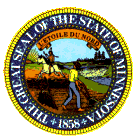 THE GREAT SEAL OF THE STATE OF MINNESOTA
L'ETOILE DU NORD
1858